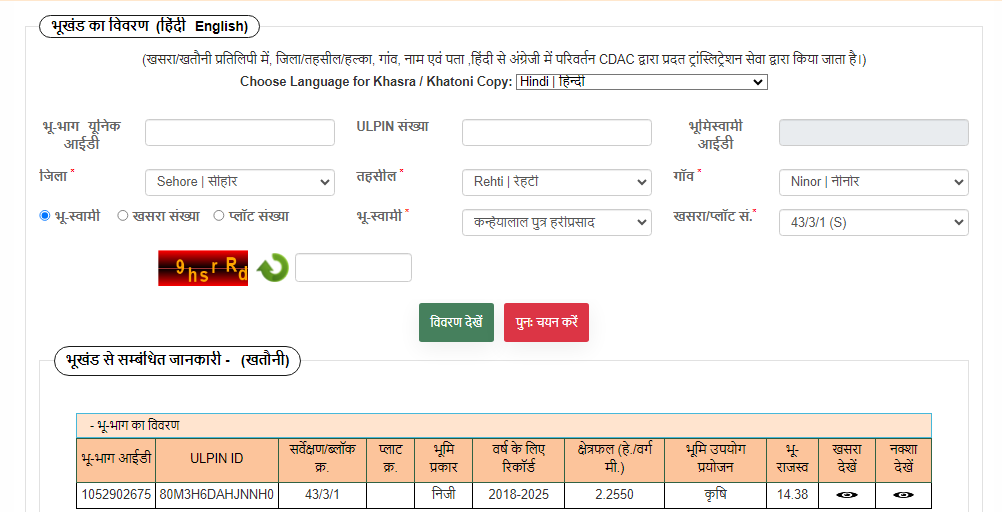 भूखंड का विवरण (हिंदी English)
(खसरा/खतौनी प्रतिलिपी में, जिला/तहसील/हल्का, गांव, नाम एवं पता ,हिंदी से अंग्रेजी में परिवर्तन CDAC द्वारा प्रदत ट्रांस्लिट्रेशन सेवा द्वारा किया जाता है।)
Choose Language for Khasra / Khatoni Copy: Hindi | हिन्दी
भू-भाग यूनिक आईडी ULPIN संख्या भूमिस्वामी आईडी
जिला * Sehore | सीहोर तहसील * Rehti | रेहटी गाँव * Ninor | नीनोर
भू-स्वामी खसरा संख्या प्लॉट संख्या भू-स्वामी * कन्हैयालाल पुत्र हरीप्रसाद खसरा/प्लॉट सं.* 43/3/1 (S)
9hsrRd
विवरण देखें पुनः चयन करें
भूखंड से सम्बंधित जानकारी - (खतौनी)
- भू-भाग का विवरण
भू-भाग आईडी ULPIN ID सर्वेक्षण/ब्लॉक क्र. प्लाट क्र. भूमि प्रकार वर्ष के लिए रिकॉर्ड क्षेत्रफल (हे./वर्ग मी.) भूमि उपयोग प्रयोजन भू-राजस्व खसरा देखें नक्शा देखें
1052902675 80M3H6DAHJNNH0 43/3/1 निजी 2018-2025 2.2550 कृषि 14.38